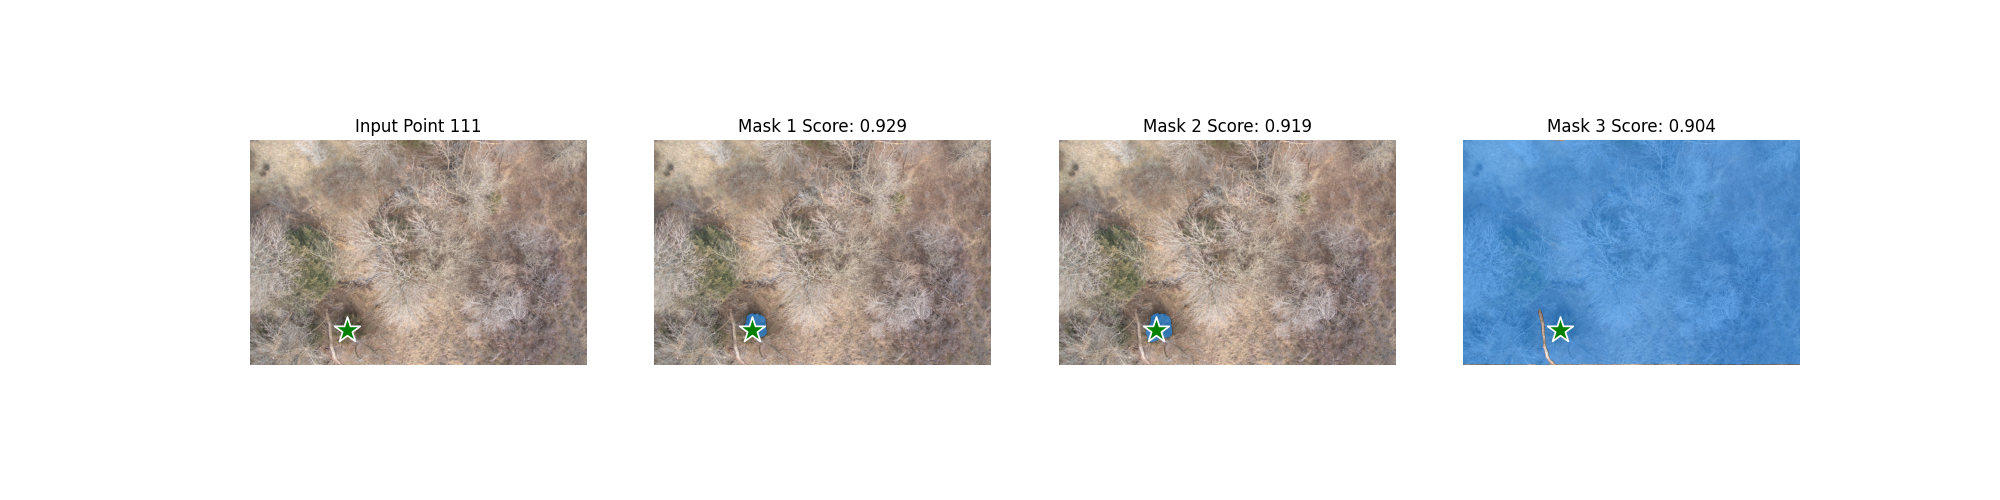 Input Point 111
Mask 1 Score: 0.929
Mask 2 Score: 0.919
Mask 3 Score: 0.904